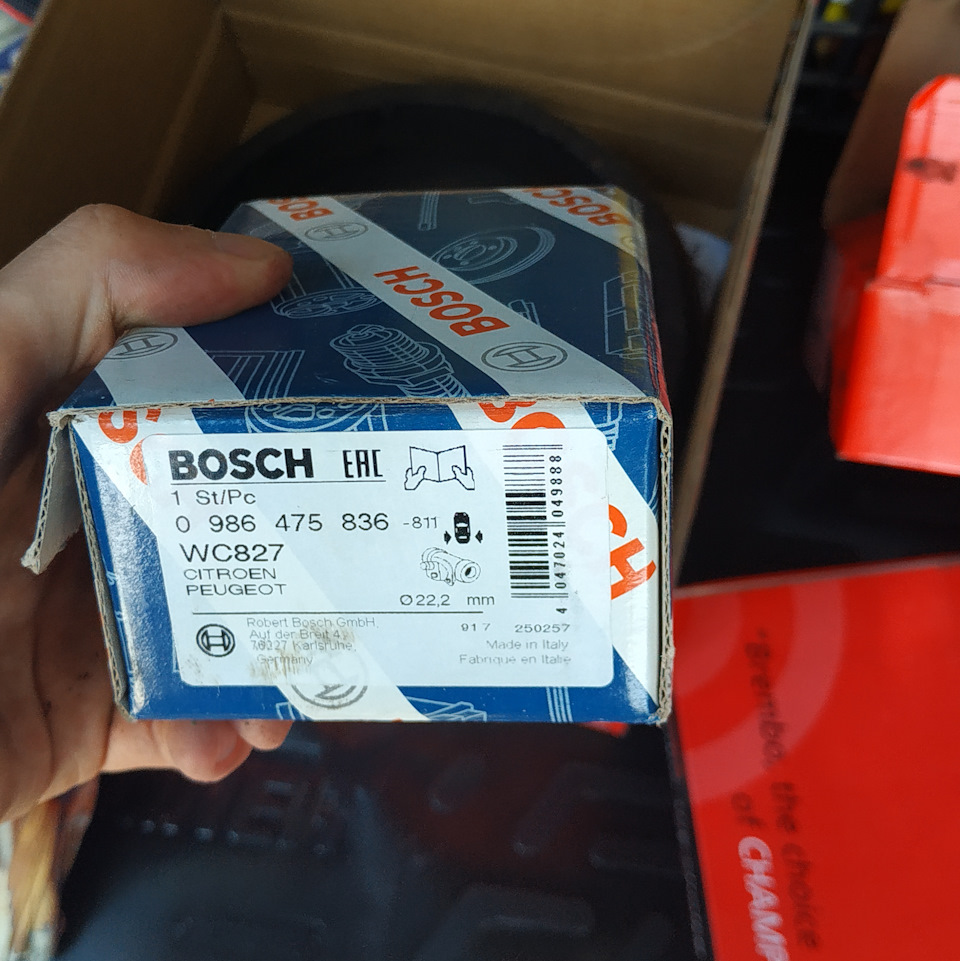 BOSCH
BOSCH
BOSCH
BOSCH EAC
1 St/Pc
0 986 475 836 -811
WC827
CITROEN
PEUGEOT
Ø22,2 mm
4 047024 049888
Robert Bosch GmbH,
Auf der Breit 4,
76227 Karlsruhe,
Germany
917 250257
Made in Italy
Fabriqué en Italie
"Brembo, the choice
of CHAMP